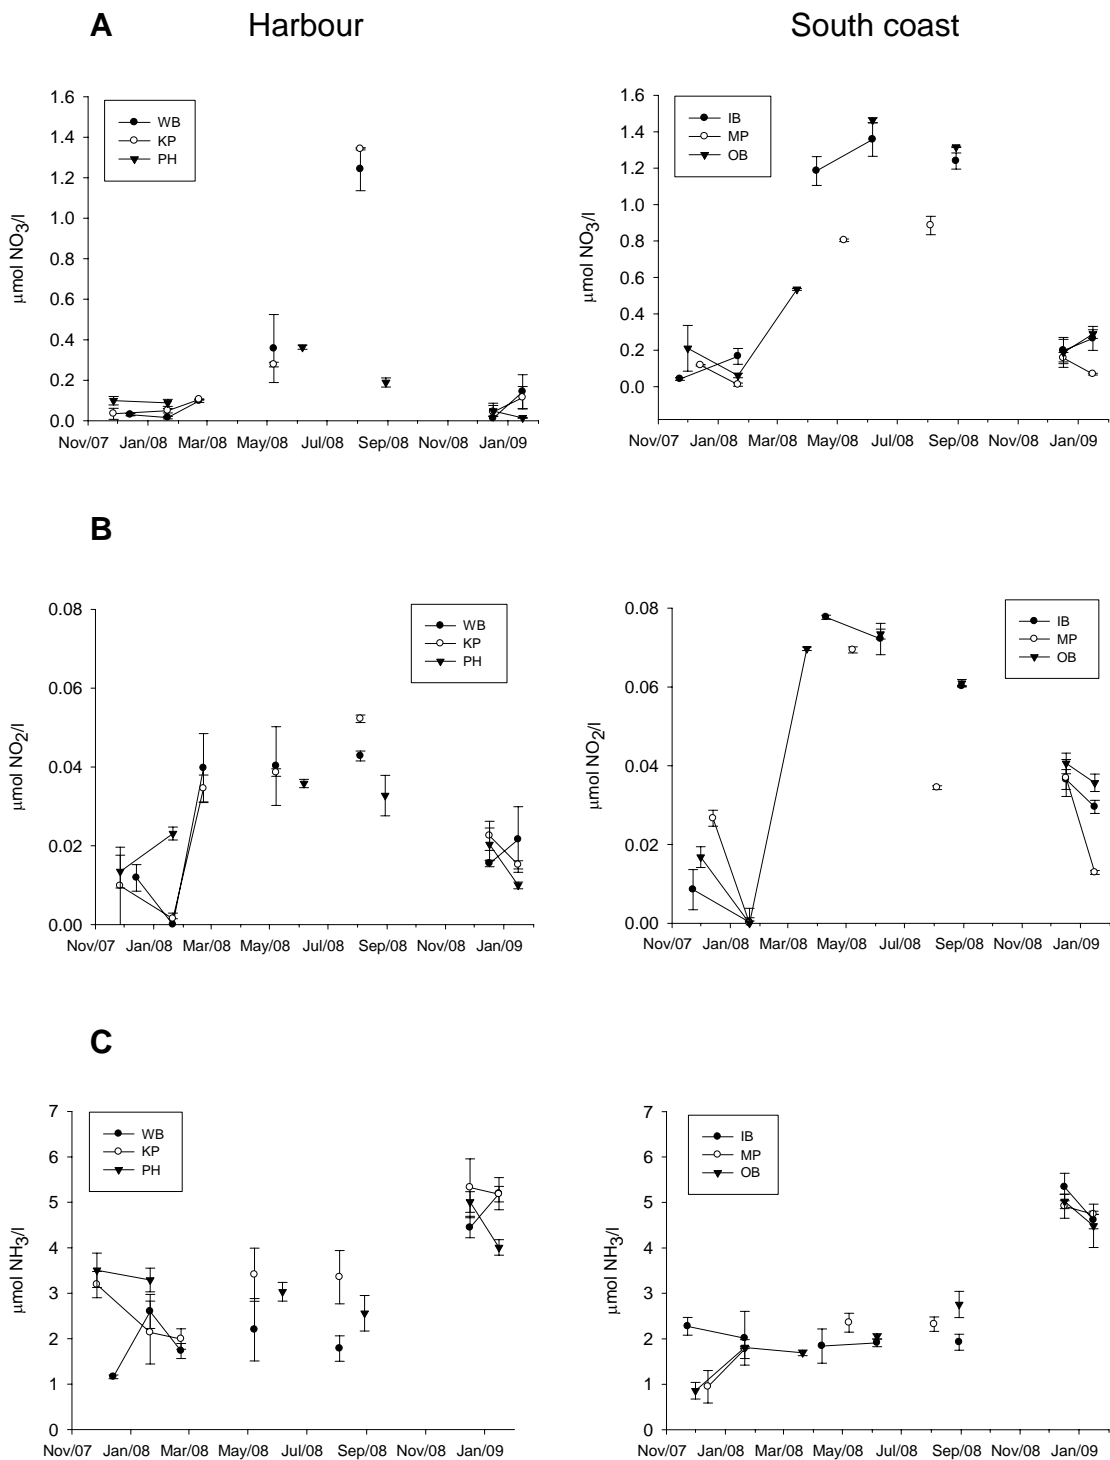 A
Harbour
South coast
1.6
1.4
1.2
1.0
0.8
0.6
0.4
0.2
0.0
μmol NO3/l
WB
KP
PH
Nov/07 Jan/08 Mar/08 May/08 Jul/08 Sep/08 Nov/08 Jan/09
1.6
1.4
1.2
1.0
0.8
0.6
0.4
0.2
0.0
μmol NO3/l
IB
MP
OB
Nov/07 Jan/08 Mar/08 May/08 Jul/08 Sep/08 Nov/08 Jan/09
B
0.08
0.06
0.04
0.02
0.00
μmol NO2/l
WB
KP
PH
Nov/07 Jan/08 Mar/08 May/08 Jul/08 Sep/08 Nov/08 Jan/09
0.08
0.06
0.04
0.02
0.00
μmol NO2/l
IB
MP
OB
Nov/07 Jan/08 Mar/08 May/08 Jul/08 Sep/08 Nov/08 Jan/09
C
7
6
5
4
3
2
1
0
μmol NH3/l
WB
KP
PH
Nov/07 Jan/08 Mar/08 May/08 Jul/08 Sep/08 Nov/08 Jan/09
7
6
5
4
3
2
1
0
μmol NH3/l
IB
MP
OB
Nov/07 Jan/08 Mar/08 May/08 Jul/08 Sep/08 Nov/08 Jan/09